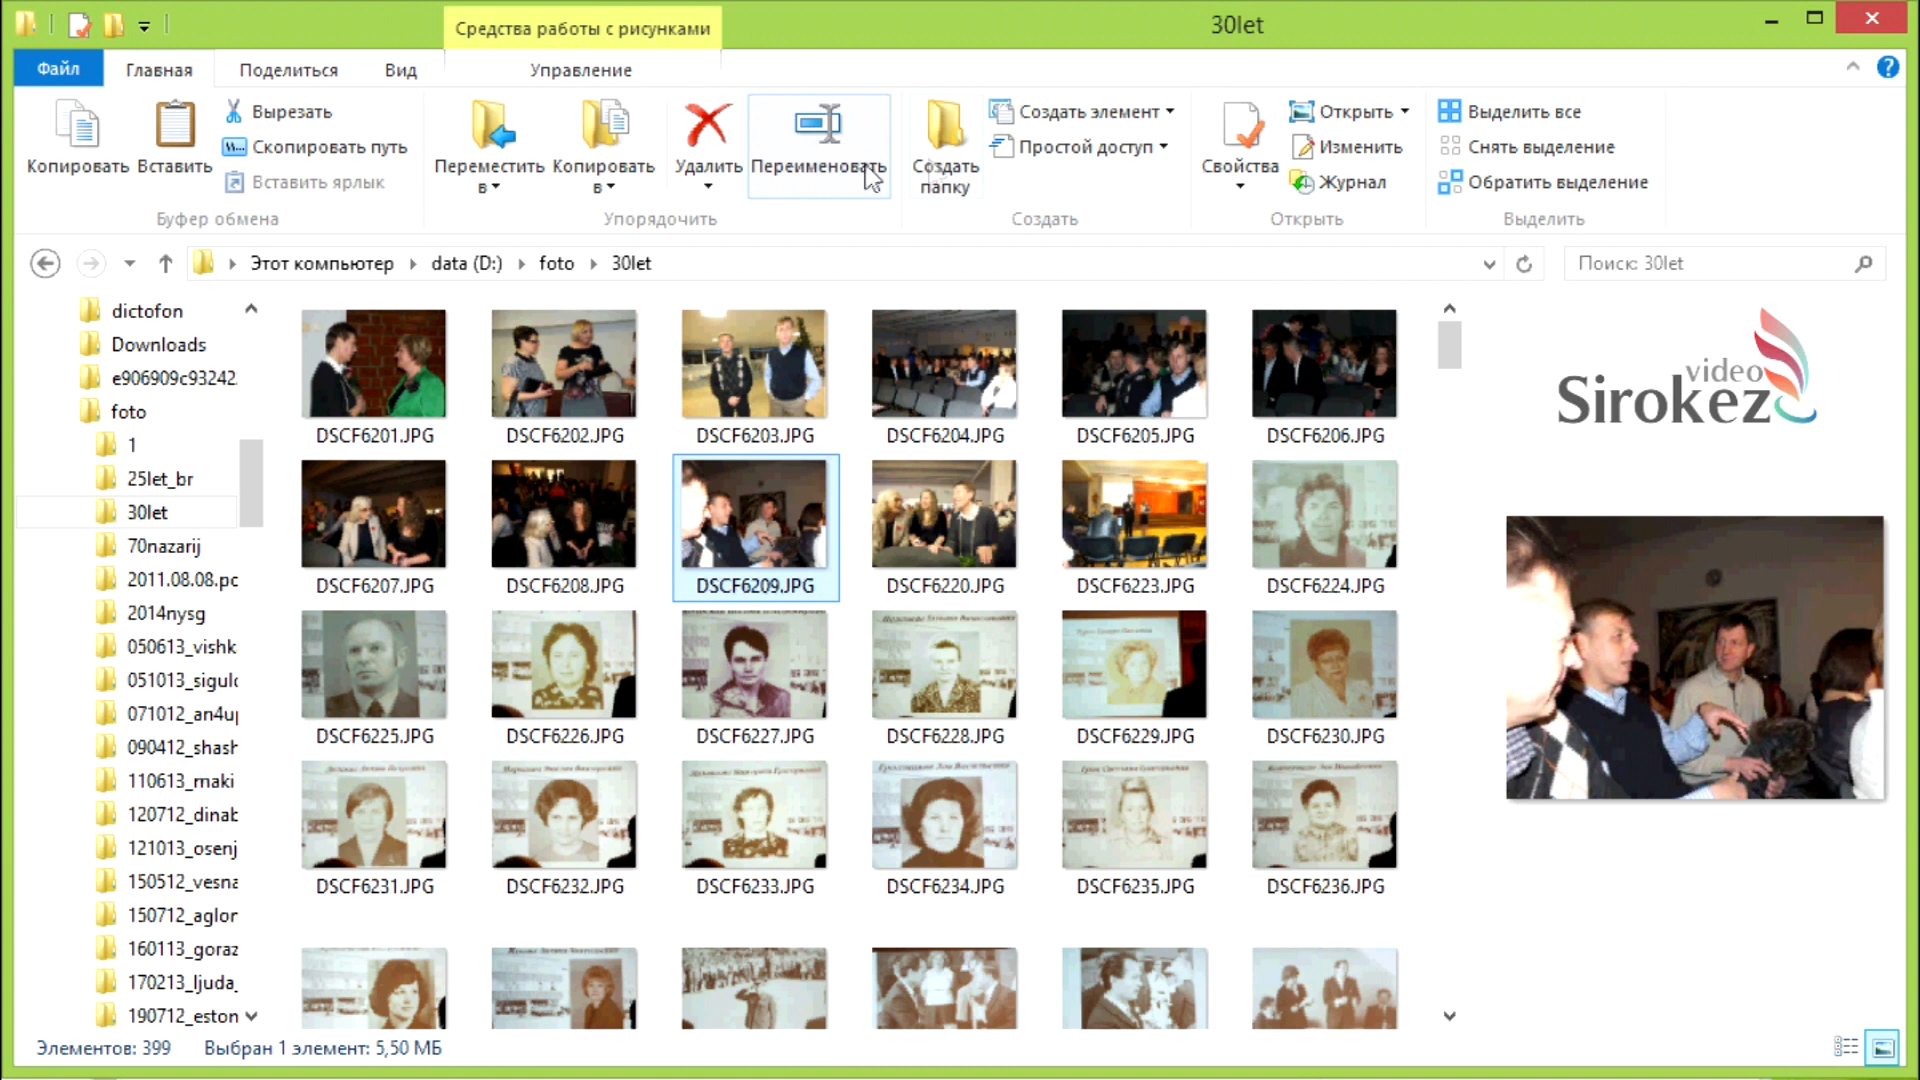 Средства работы с рисунками
30let
Файл
Главная
Поделиться
Вид
Управление
Копировать
Вставить
Вырезать
Скопировать путь
Вставить ярлык
Буфер обмена
Переместить в
Копировать в
Удалить
Переименовать
Упорядочить
Создать папку
Создать элемент
Простой доступ
Создать
Свойства
Открыть
Изменить
Журнал
Открыть
Выделить все
Снять выделение
Обратить выделение
Выделить
Этот компьютер
data (D:)
foto
30let
Поиск: 30let
dictofon
Downloads
e906909c93242
foto
1
25let_br
30let
70nazarij
2011.08.08.pc
2014nysg
050613_vishk
051013_sigulc
071012_an4up
090412_shash
110613_maki
120712_dinab
121013_osenj
150512_vesna
150712_aglor
160113_goraz
170213_ljuda_
190712_eston
DSCF6201.JPG
DSCF6202.JPG
DSCF6203.JPG
DSCF6204.JPG
DSCF6205.JPG
DSCF6206.JPG
DSCF6207.JPG
DSCF6208.JPG
DSCF6209.JPG
DSCF6220.JPG
DSCF6223.JPG
DSCF6224.JPG
DSCF6225.JPG
DSCF6226.JPG
DSCF6227.JPG
DSCF6228.JPG
DSCF6229.JPG
DSCF6230.JPG
DSCF6231.JPG
DSCF6232.JPG
DSCF6233.JPG
DSCF6234.JPG
DSCF6235.JPG
DSCF6236.JPG
video
Sirokez
Элементов: 399
Выбран 1 элемент: 5,50 МБ